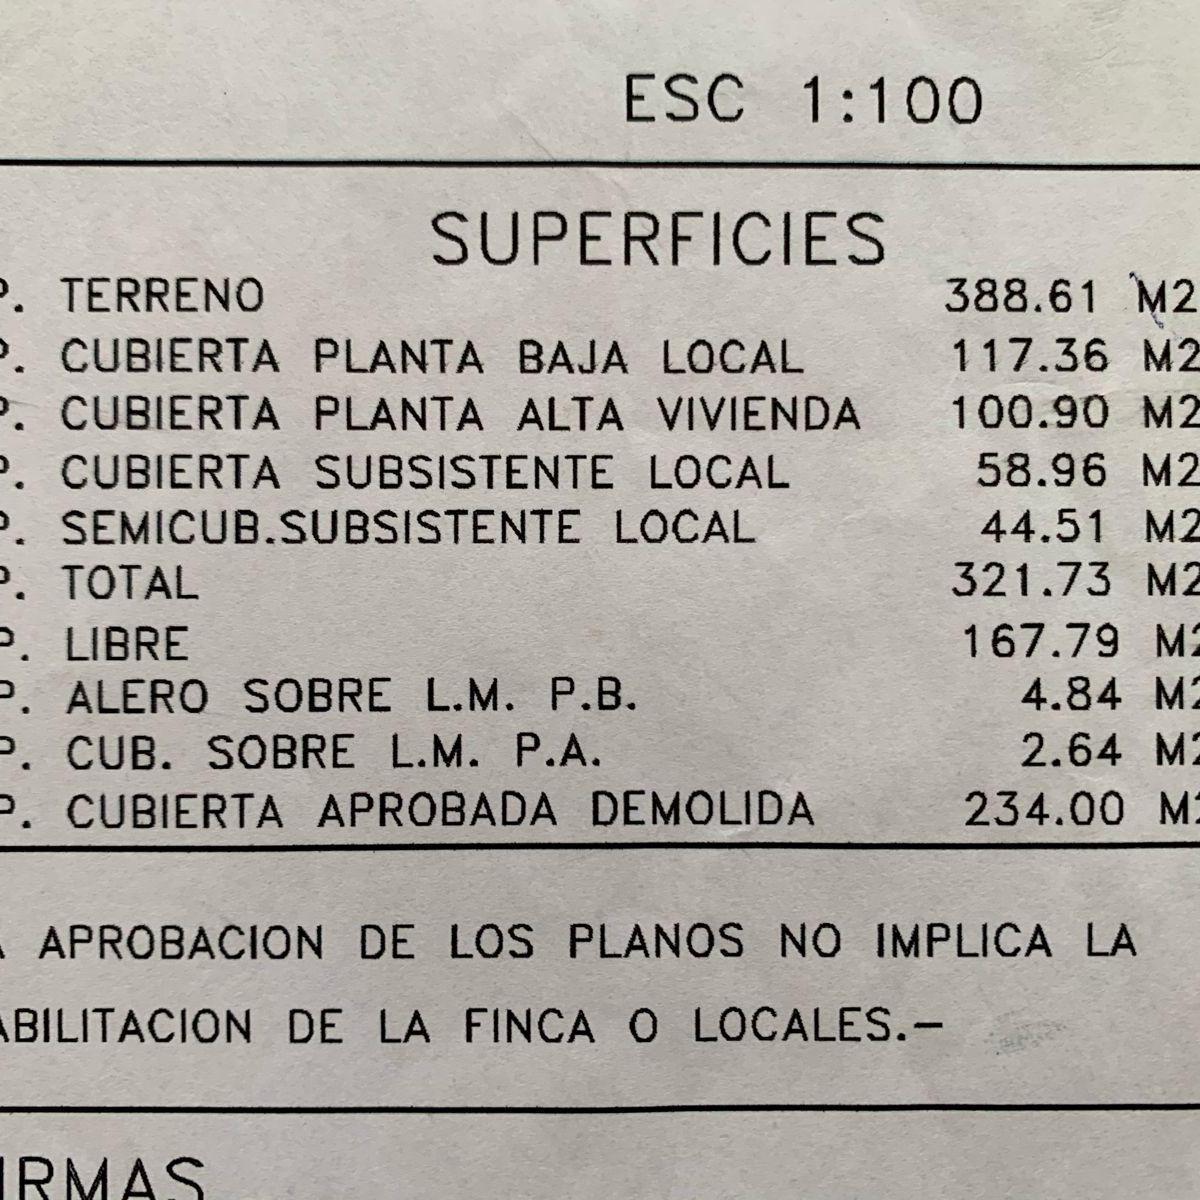 ESC 1:100
SUPERFICIES
P. TERRENO 388.61 M2
P. CUBIERTA PLANTA BAJA LOCAL 117.36 M2
P. CUBIERTA PLANTA ALTA VIVIENDA 100.90 M2
P. CUBIERTA SUBSISTENTE LOCAL 58.96 M2
P. SEMICUB.SUBSISTENTE LOCAL 44.51 M2
P. TOTAL 321.73 M2
P. LIBRE 167.79 M2
P. ALERO SOBRE L.M. P.B. 4.84 M2
P. CUB. SOBRE L.M. P.A. 2.64 M2
P. CUBIERTA APROBADA DEMOLIDA 234.00 M2
A APROBACION DE LOS PLANOS NO IMPLICA LA
ABILITACION DE LA FINCA O LOCALES.-
IRMAS